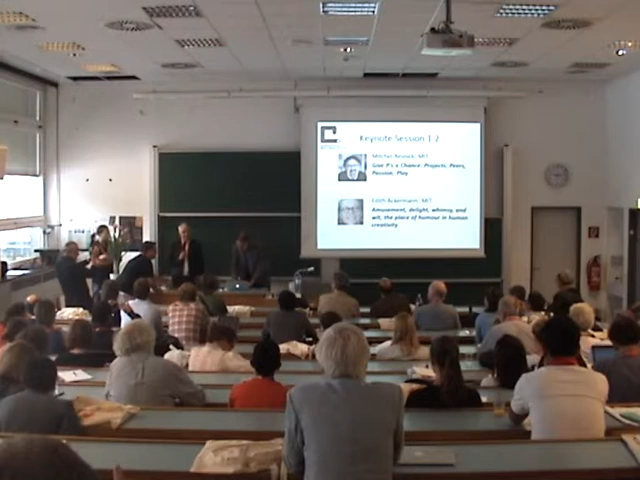 Keynote Session 1.2
Mitchel Resnick, MIT
Give P's a Chance: Projects, Peers,
Passion, Play
Edith Ackermann, MIT
Amusement, delight, whimsy, and
wit, the place of humour in human
creativity